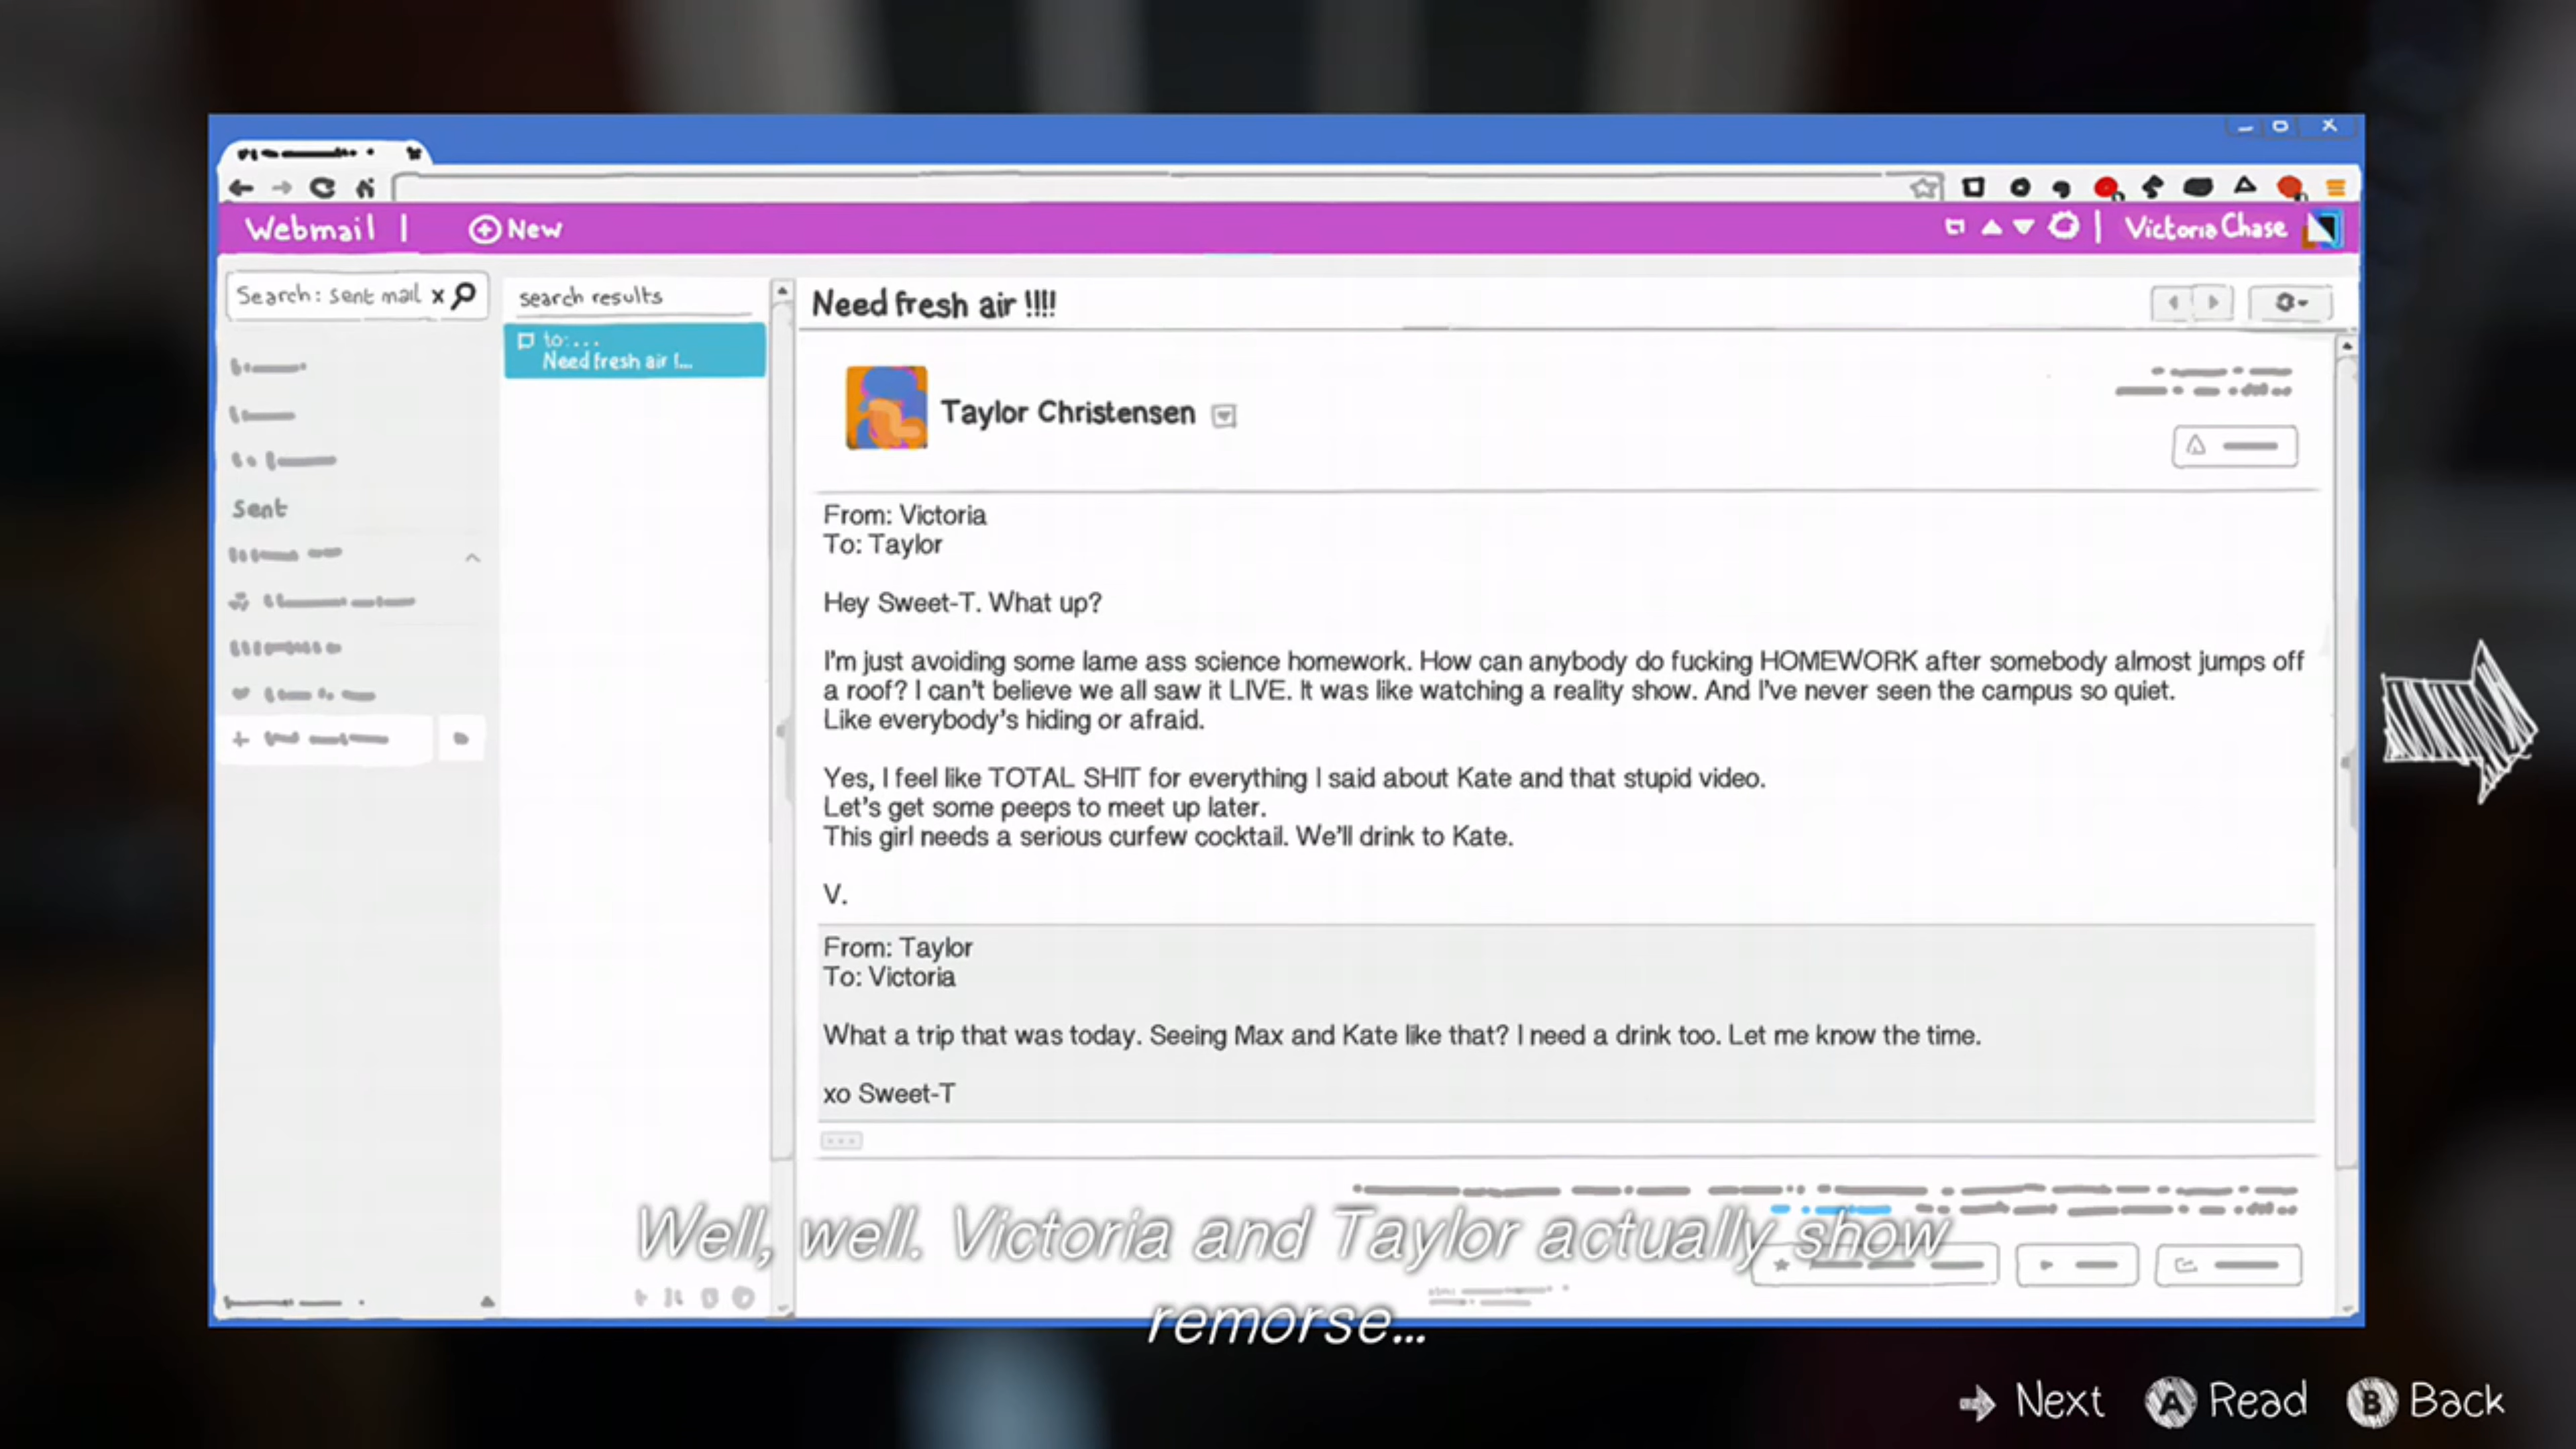 Webmail | New
Victoria Chase
Search: sent mail x
search results
to:...
Need fresh air !...
Sent
Need fresh air !!!!
Taylor Christensen
From: Victoria
To: Taylor
Hey Sweet-T. What up?
I'm just avoiding some lame ass science homework. How can anybody do fucking HOMEWORK after somebody almost jumps off
a roof? I can't believe we all saw it LIVE. It was like watching a reality show. And I've never seen the campus so quiet.
Like everybody's hiding or afraid.
Yes, I feel like TOTAL SHIT for everything I said about Kate and that stupid video.
Let's get some peeps to meet up later.
This girl needs a serious curfew cocktail. We'll drink to Kate.
V.
From: Taylor
To: Victoria
What a trip that was today. Seeing Max and Kate like that? I need a drink too. Let me know the time.
xo Sweet-T
Well, well. Victoria and Taylor actually show
remorse...
Next A Read B Back